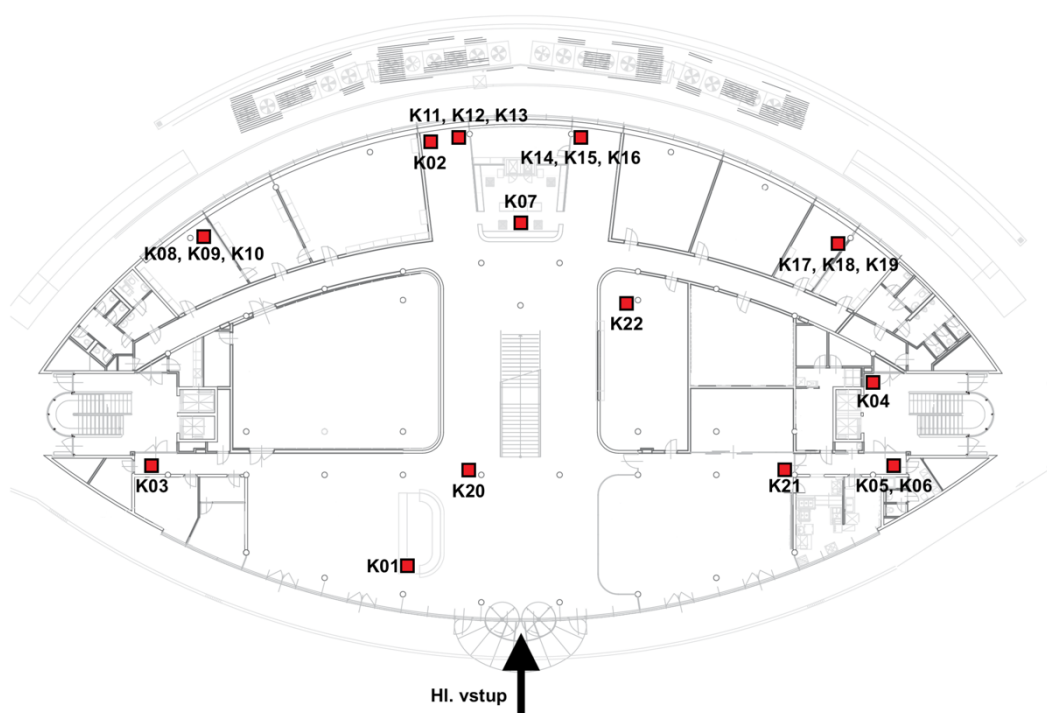 K11, K12, K13
K02
K14, K15, K16
K07
K08, K09, K10
K17, K18, K19
K22
K04
K03
K20
K21
K05, K06
K01
Hl. vstup